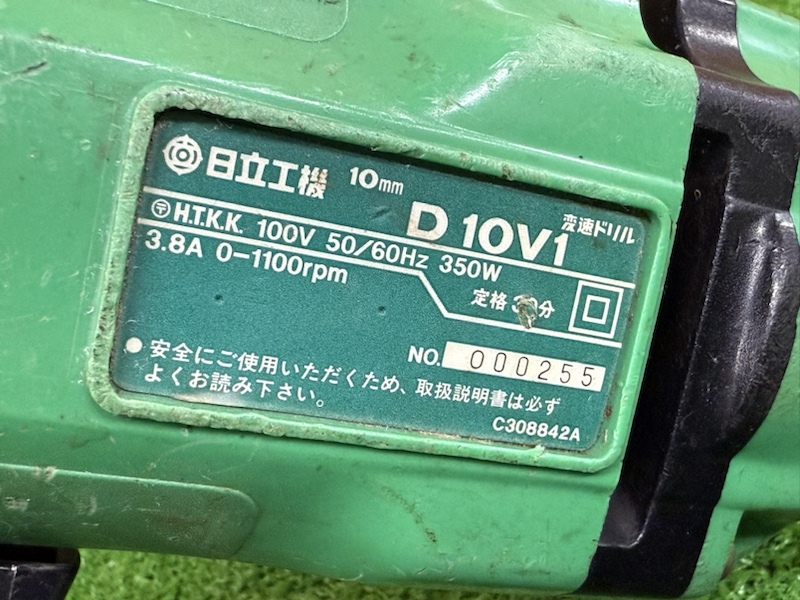 日立工機 10mm D 10V1 変速ドリル
〒 H.T.K.K. 100V 50/60Hz 350W
3.8A 0-1100rpm
定格 分
NO. 000255
●安全にご使用いただくため、取扱説明書は必ず
よくお読み下さい。
C308842A